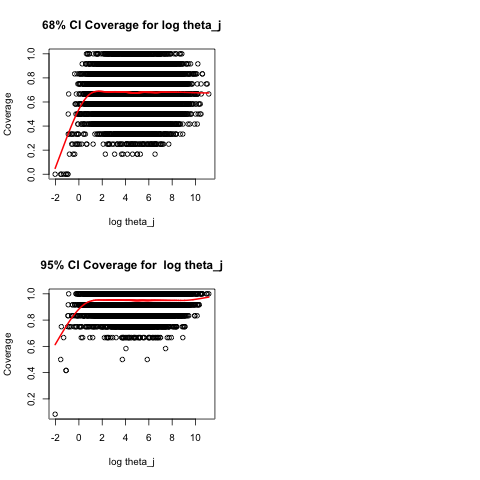 68% CI Coverage for log theta_j
Coverage
1.0
0.8
0.6
0.4
0.2
0.0
-2 0 2 4 6 8 10
log theta_j
95% CI Coverage for  log theta_j
Coverage
1.0
0.8
0.6
0.4
0.2
-2 0 2 4 6 8 10
log theta_j